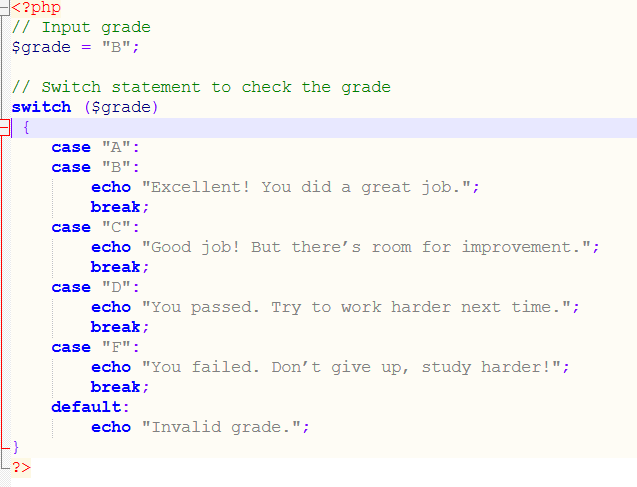 <?php
// Input grade
$grade = "B";

// Switch statement to check the grade
switch ($grade)
 {
    case "A":
    case "B":
        echo "Excellent! You did a great job.";
        break;
    case "C":
        echo "Good job! But there’s room for improvement.";
        break;
    case "D":
        echo "You passed. Try to work harder next time.";
        break;
    case "F":
        echo "You failed. Don’t give up, study harder!";
        break;
    default:
        echo "Invalid grade.";
}
?>